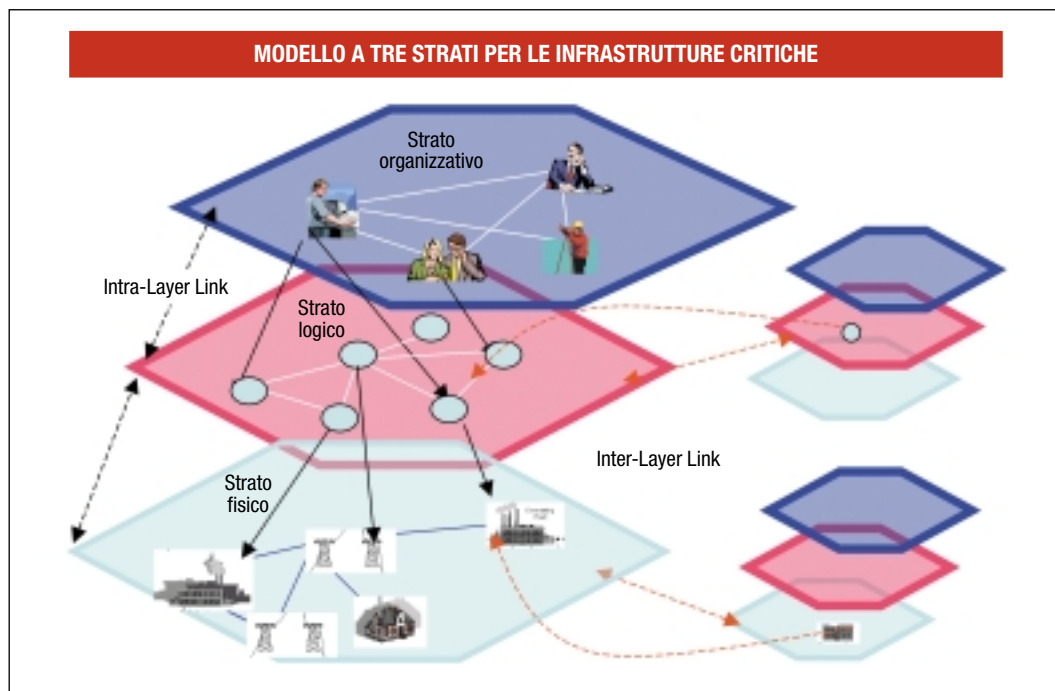 MODELLO A TRE STRATI PER LE INFRASTRUTTURE CRITICHE
Strato
organizzativo
Intra-Layer Link
Strato
logico
Inter-Layer Link
Strato
fisico